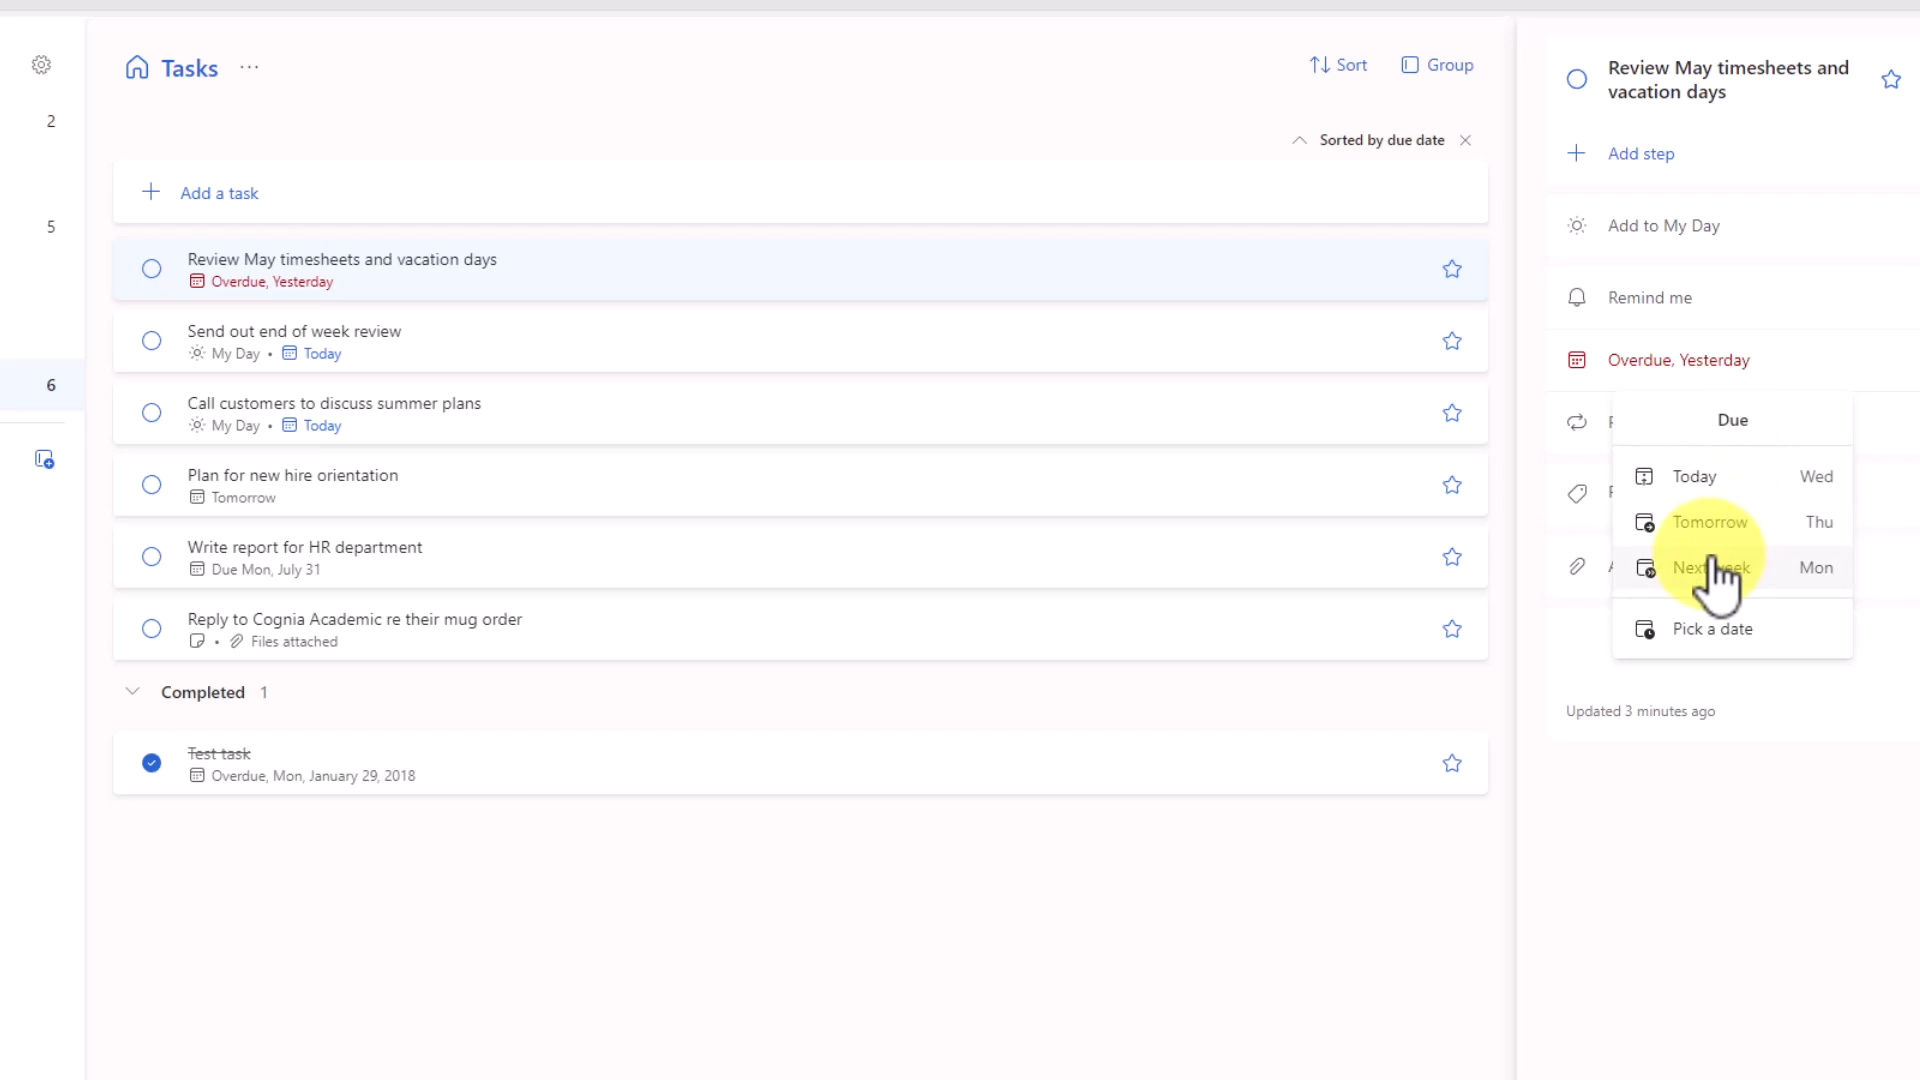 Tasks ...
Sort
Group
2
Sorted by due date
Add a task
5
Review May timesheets and vacation days
Overdue, Yesterday
Send out end of week review
My Day • Today
6
Call customers to discuss summer plans
My Day • Today
Plan for new hire orientation
Tomorrow
Write report for HR department
Due Mon, July 31
Reply to Cognia Academic re their mug order
• Files attached
Completed 1
Test task
Overdue, Mon, January 29, 2018
Review May timesheets and
vacation days
Add step
Add to My Day
Remind me
Overdue, Yesterday
Due
Today Wed
Tomorrow Thu
Next week Mon
Pick a date
Updated 3 minutes ago